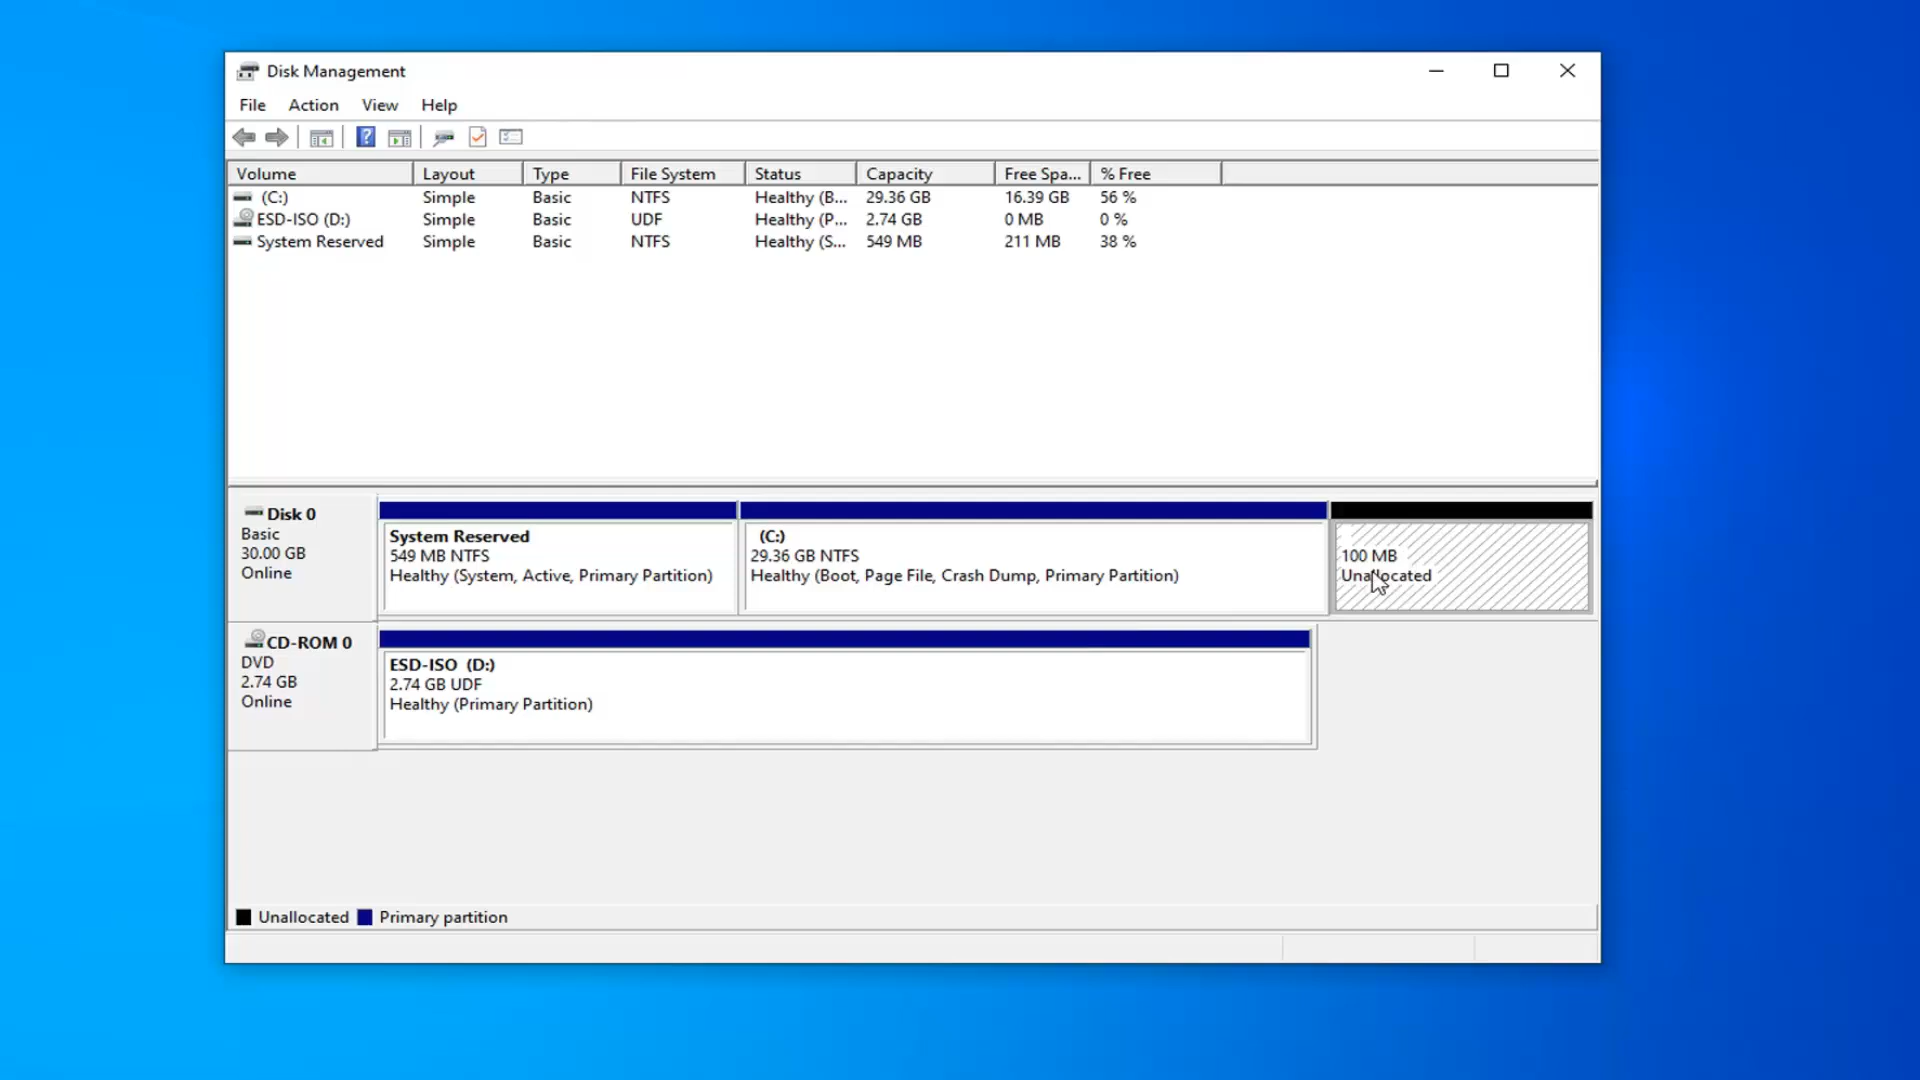 Disk Management
File Action View Help
Volume Layout Type File System Status Capacity Free Spa... % Free
(C:) Simple Basic NTFS Healthy (B... 29.36 GB 16.39 GB 56 %
ESD-ISO (D:) Simple Basic UDF Healthy (P... 2.74 GB 0 MB 0 %
System Reserved Simple Basic NTFS Healthy (S... 549 MB 211 MB 38 %
Disk 0
Basic
30.00 GB
Online
System Reserved
549 MB NTFS
Healthy (System, Active, Primary Partition)
(C:)
29.36 GB NTFS
Healthy (Boot, Page File, Crash Dump, Primary Partition)
100 MB
Unallocated
CD-ROM 0
DVD
2.74 GB
Online
ESD-ISO (D:)
2.74 GB UDF
Healthy (Primary Partition)
Unallocated Primary partition